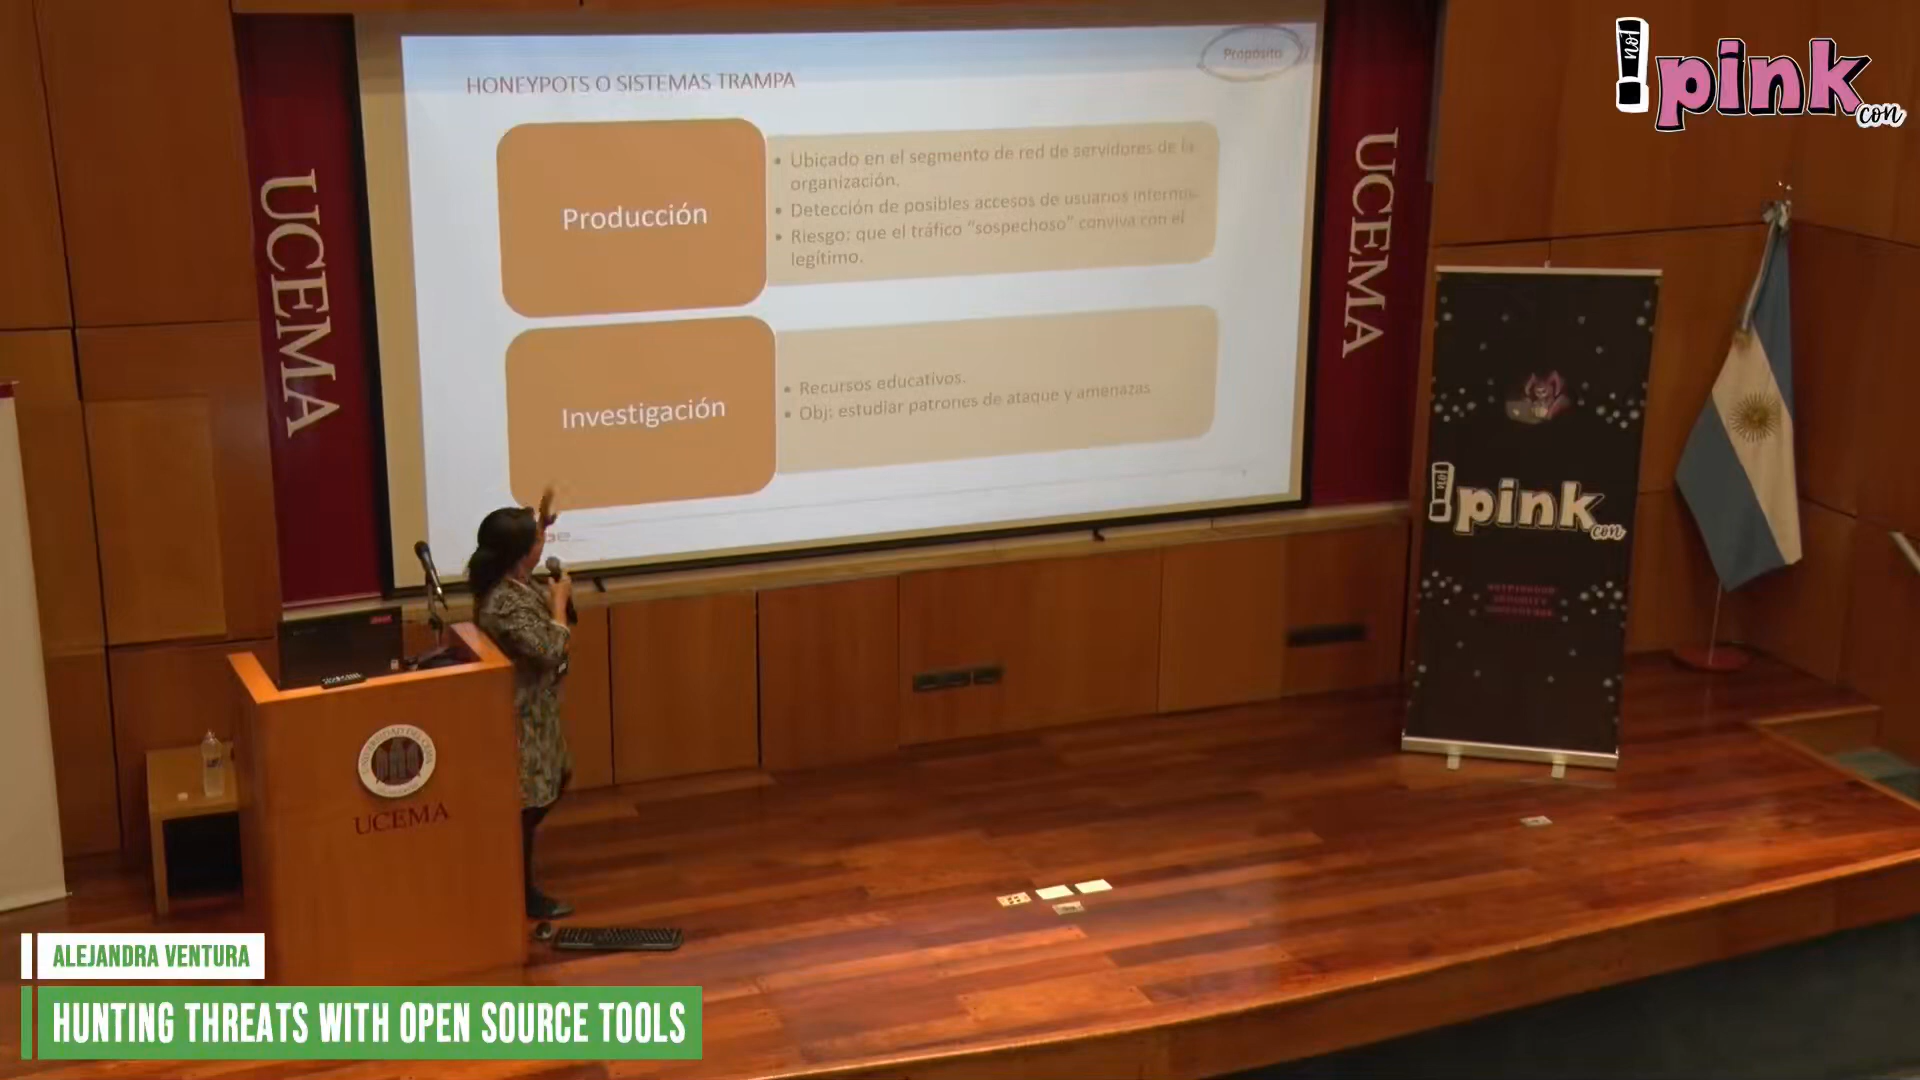 HONEYPOTS O SISTEMAS TRAMPA
Propósito
Producción
• Ubicado en el segmento de red de servidores de la
organización.
• Detección de posibles accesos de usuarios internos.
• Riesgo: que el tráfico “sospechoso” conviva con el
legítimo.
Investigación
• Recursos educativos.
• Obj: estudiar patrones de ataque y amenazas
UCEMA
UCEMA
not
pink
con
not
pink
con
UCEMA
ALEJANDRA VENTURA
HUNTING THREATS WITH OPEN SOURCE TOOLS